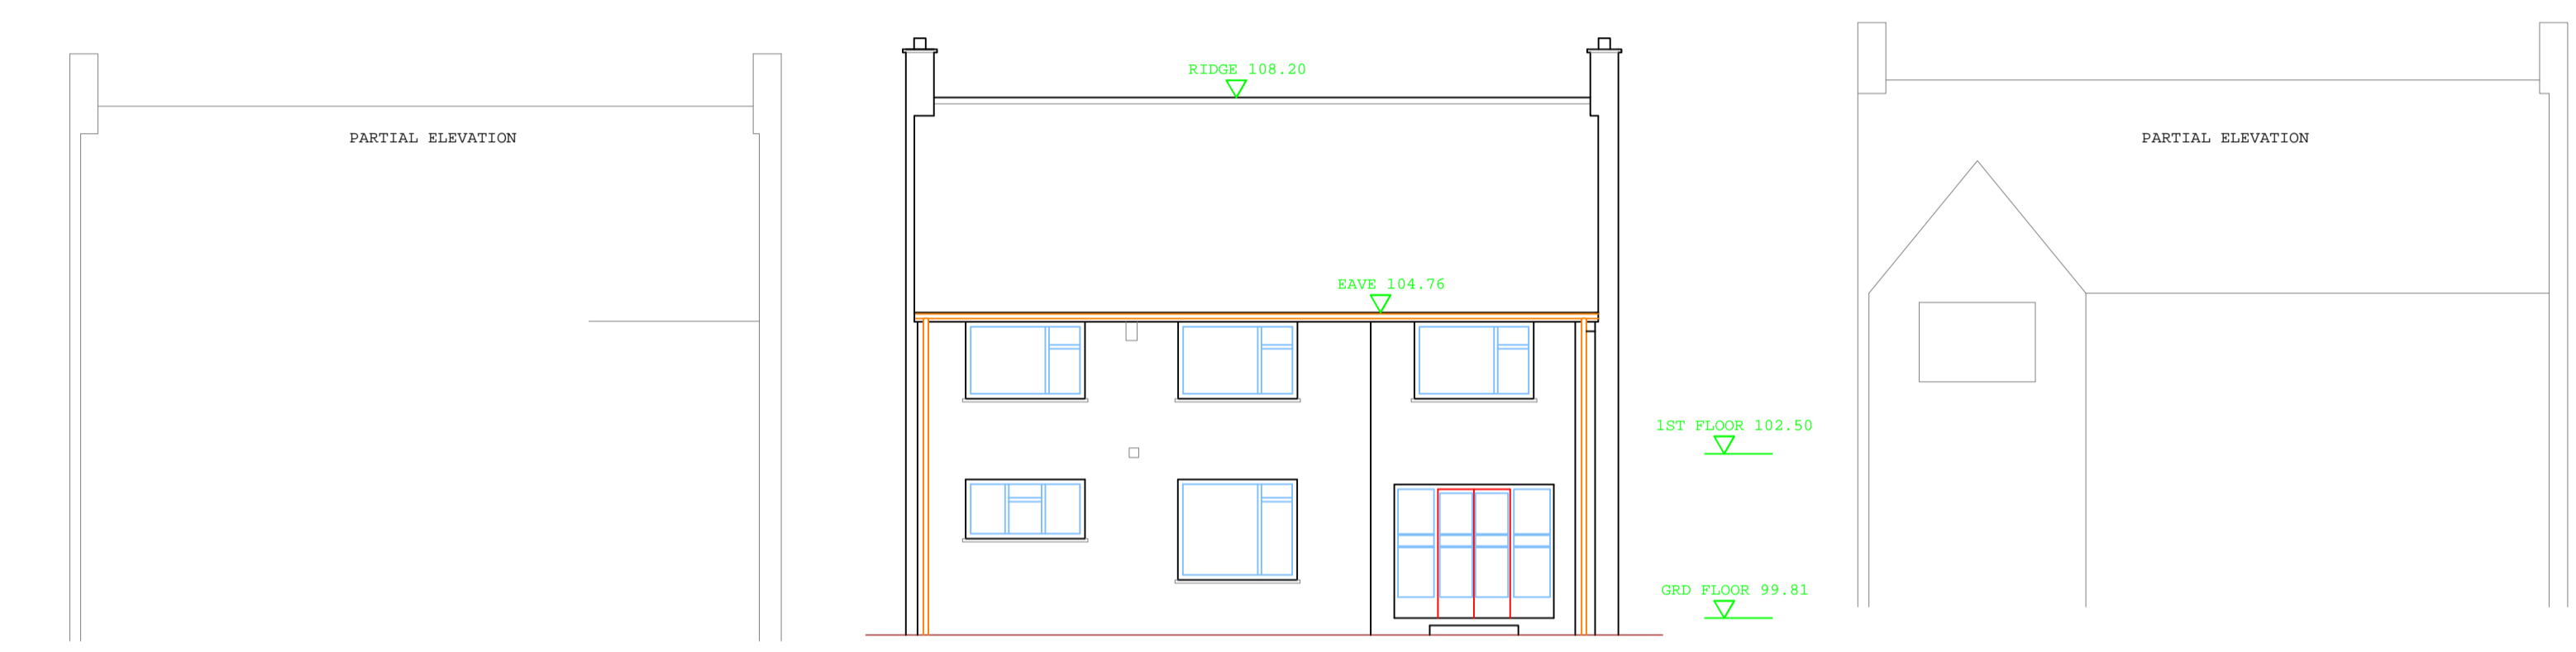 RIDGE 108.20
PARTIAL ELEVATION
PARTIAL ELEVATION
EAVE 104.76
1ST FLOOR 102.50
GRD FLOOR 99.81